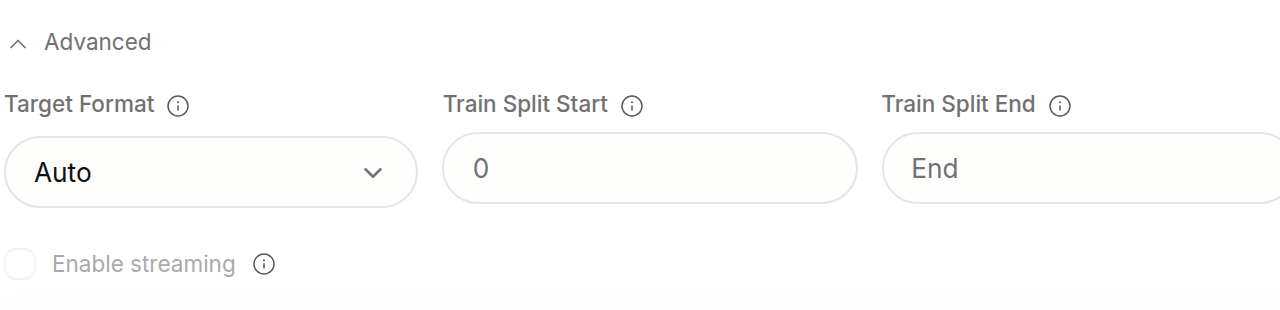 Advanced
Target Format Train Split Start Train Split End
Auto 0 End
Enable streaming